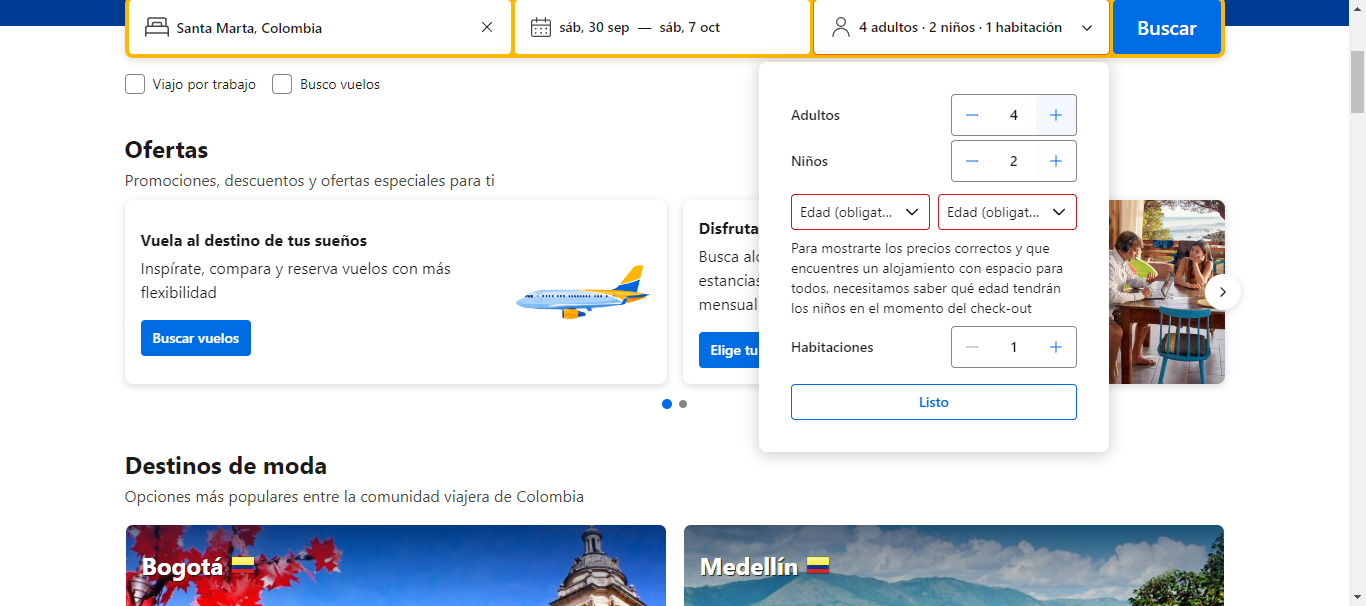 Santa Marta, Colombia
sáb, 30 sep — sáb, 7 oct
4 adultos · 2 niños · 1 habitación
Buscar
Viajo por trabajo
Busco vuelos
Adultos
4
Niños
2
Edad (obligat...
Edad (obligat...
Para mostrarte los precios correctos y que
encuentres un alojamiento con espacio para
todos, necesitamos saber qué edad tendrán
los niños en el momento del check-out
Habitaciones
1
Listo
Ofertas
Promociones, descuentos y ofertas especiales para ti
Vuela al destino de tus sueños
Inspírate, compara y reserva vuelos con más
flexibilidad
Buscar vuelos
Disfruta
Busca
estancias
mensual
Elige tu
Destinos de moda
Opciones más populares entre la comunidad viajera de Colombia
Bogotá
Medellín